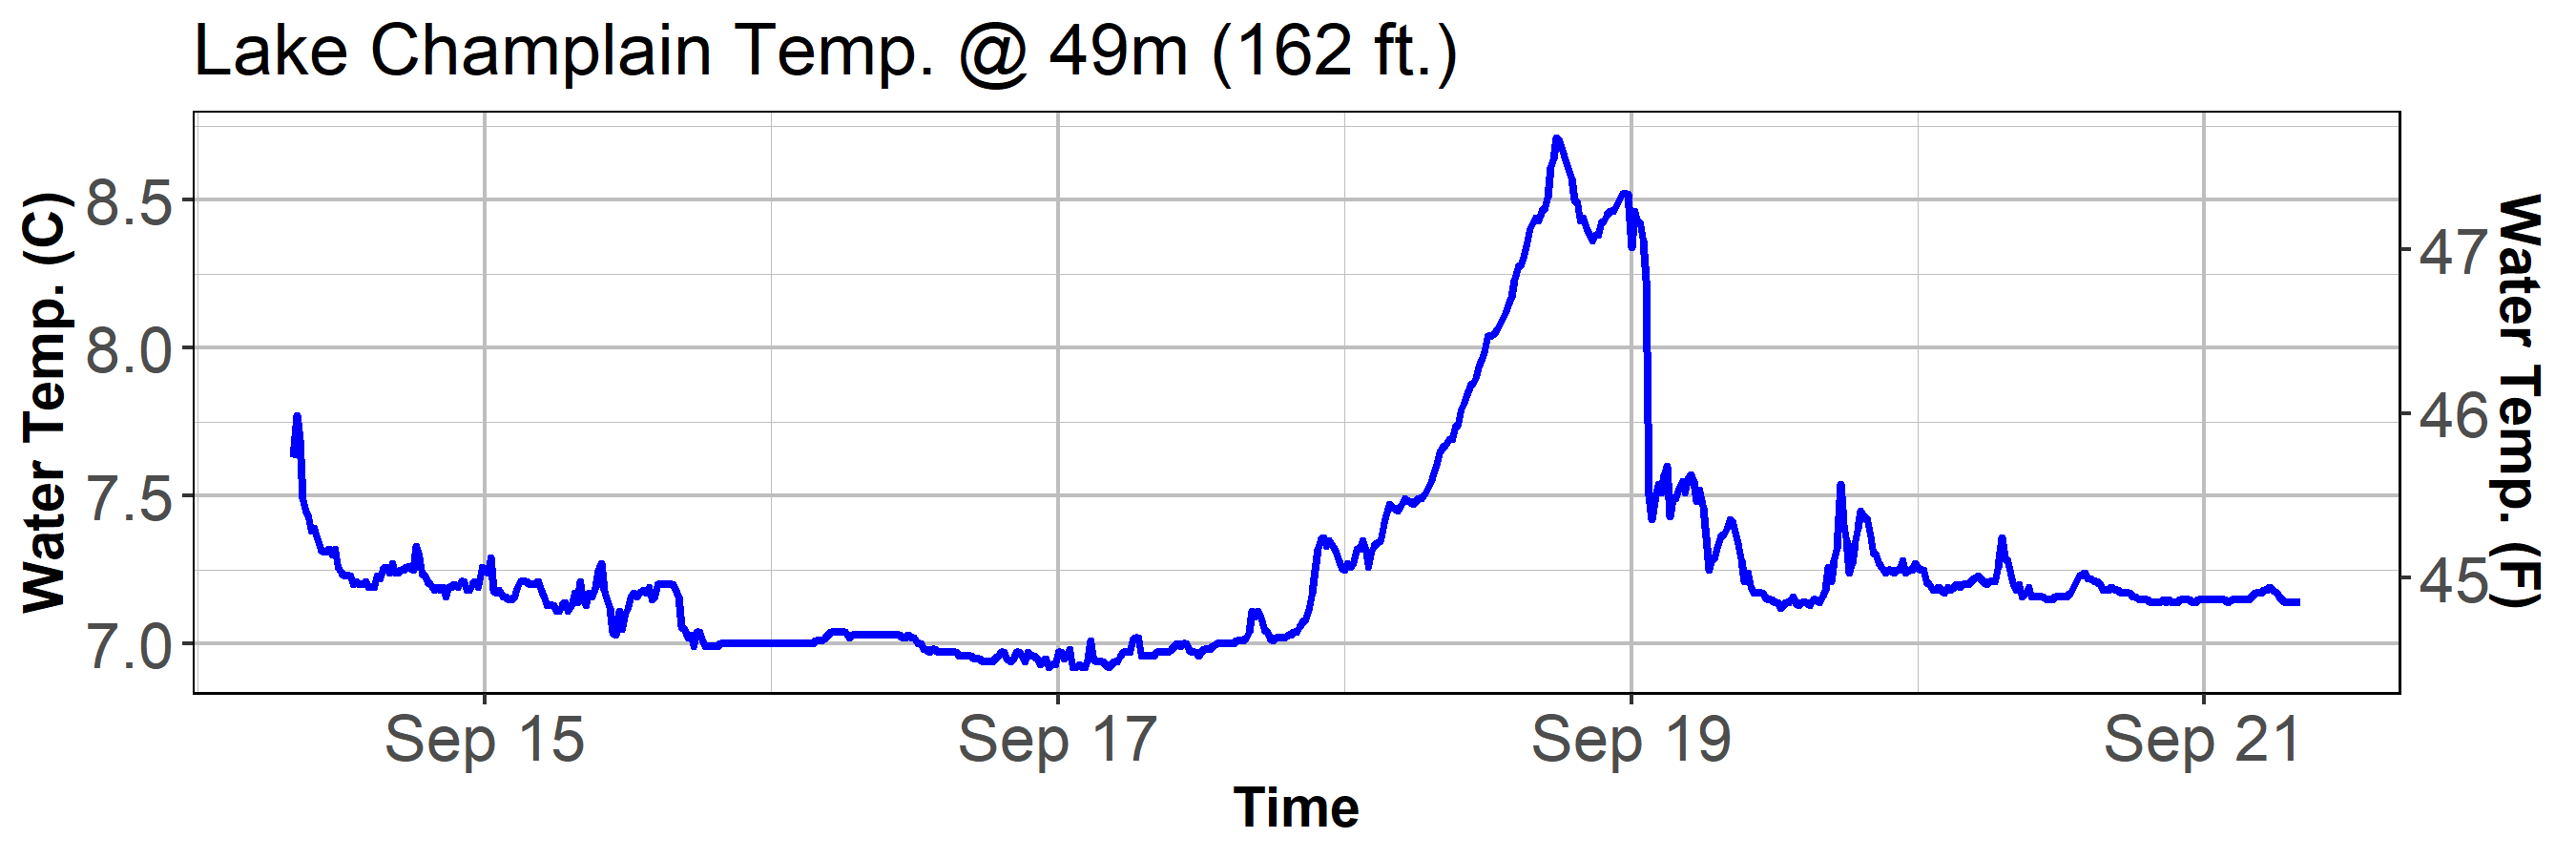 Lake Champlain Temp. @ 49m (162 ft.)
Water Temp. (C)
8.5
8.0
7.5
7.0
47
46
45
Water Temp. (F)
Sep 15
Sep 17
Sep 19
Sep 21
Time